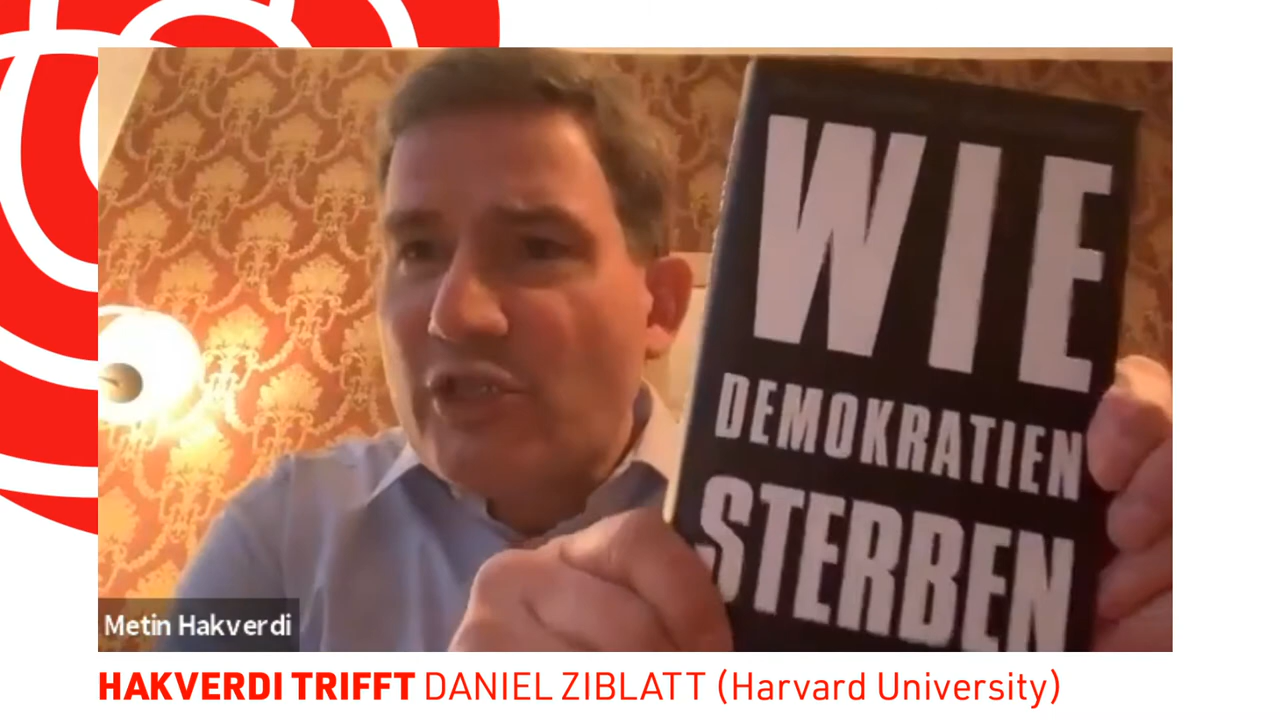 WIE
DEMOKRATIEN
STERBEN
Metin Hakverdi
HAKVERDI TRIFFT DANIEL ZIBLATT (Harvard University)